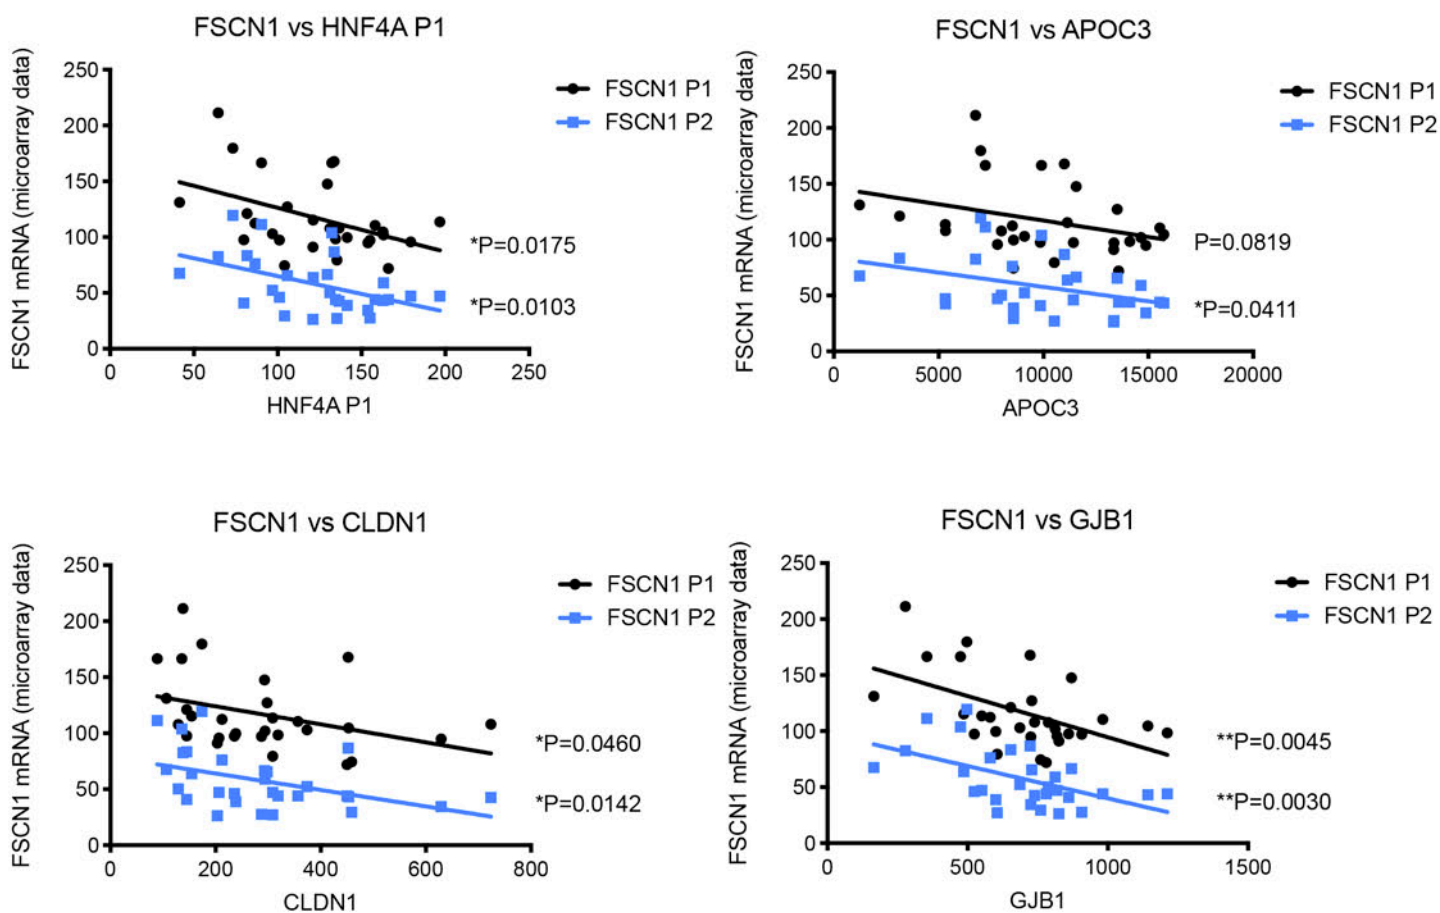 FSCN1 vs HNF4A P1
FSCN1 mRNA (microarray data)
250
200
150
100
50
0
0 50 100 150 200 250
HNF4A P1
FSCN1 P1
FSCN1 P2
*P=0.0175
*P=0.0103
FSCN1 vs APOC3
FSCN1 mRNA (microarray data)
250
200
150
100
50
0
0 5000 10000 15000 20000
APOC3
FSCN1 P1
FSCN1 P2
P=0.0819
*P=0.0411
FSCN1 vs CLDN1
FSCN1 mRNA (microarray data)
250
200
150
100
50
0
0 200 400 600 800
CLDN1
FSCN1 P1
FSCN1 P2
*P=0.0460
*P=0.0142
FSCN1 vs GJB1
FSCN1 mRNA (microarray data)
250
200
150
100
50
0
0 500 1000 1500
GJB1
FSCN1 P1
FSCN1 P2
**P=0.0045
**P=0.0030